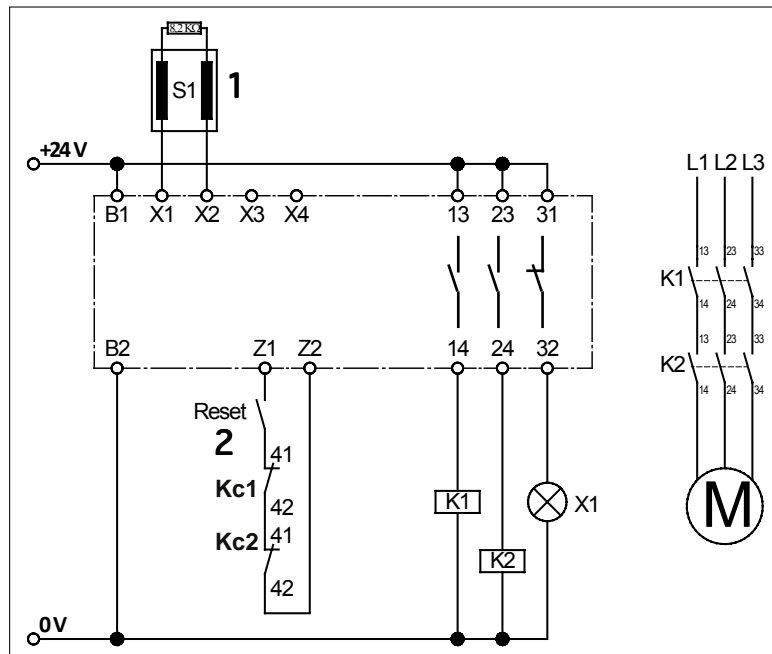 8,2 KΩ
S1 1
+24 V
L1 L2 L3
B1 X1 X2 X3 X4 13 23 31
13 23 33
K1
14 24 34
B2 Z1 Z2 14 24 32
13 23 33
K2
14 24 34
Reset
2
41
Kc1
42
41
Kc2
42
K1
X1
K2
M
0 V